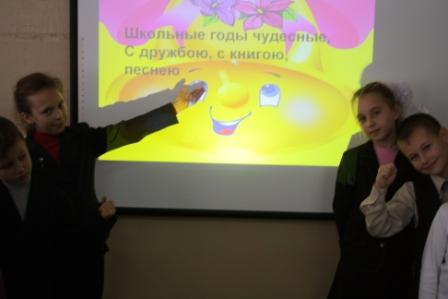 Школьные годы чудесные,
С дружбою, с книгою,
песнею